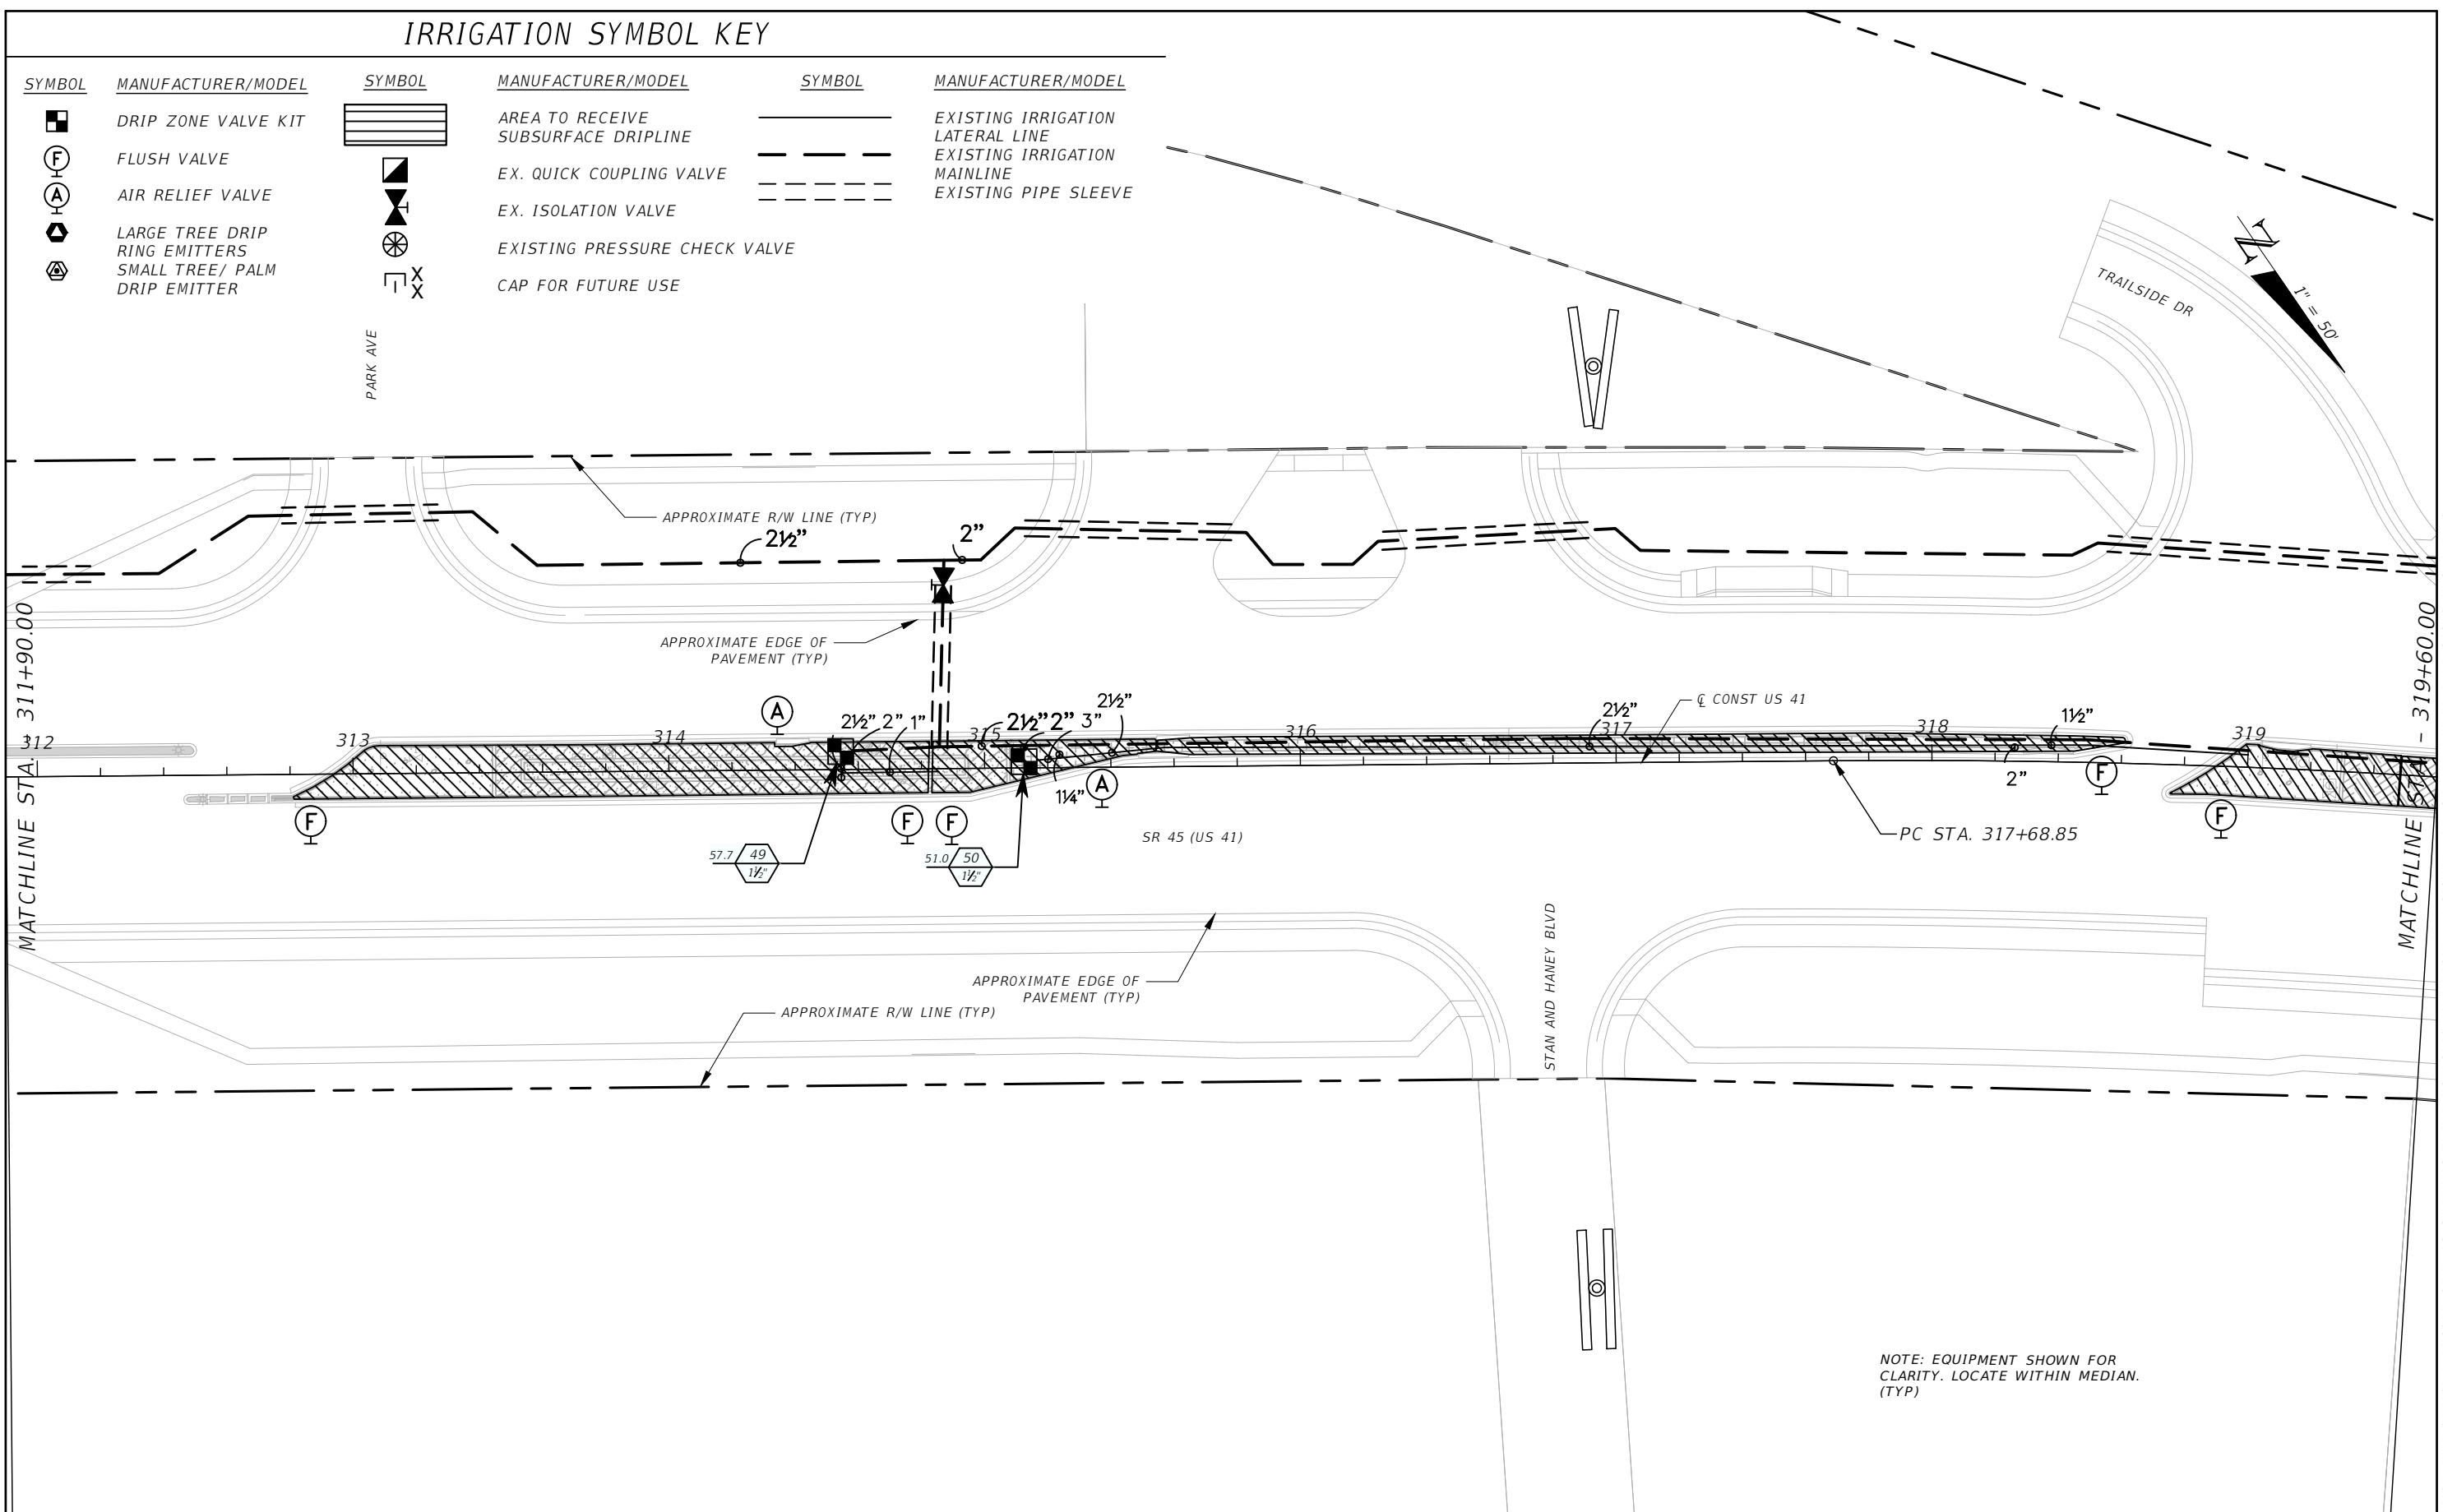 IRRIGATION SYMBOL KEY
SYMBOL
MANUFACTURER/MODEL
DRIP ZONE VALVE KIT
F
FLUSH VALVE
A
AIR RELIEF VALVE
LARGE TREE DRIP
RING EMITTERS
SMALL TREE/ PALM
DRIP EMITTER
SYMBOL
MANUFACTURER/MODEL
AREA TO RECEIVE
SUBSURFACE DRIPLINE
EX. QUICK COUPLING VALVE
EX. ISOLATION VALVE
EXISTING PRESSURE CHECK VALVE
X
X
CAP FOR FUTURE USE
SYMBOL
MANUFACTURER/MODEL
EXISTING IRRIGATION
LATERAL LINE
EXISTING IRRIGATION
MAINLINE
EXISTING PIPE SLEEVE
N
1" = 50'
TRAILSIDE DR
PARK AVE
APPROXIMATE R/W LINE (TYP)
2½”
2”
APPROXIMATE EDGE OF
PAVEMENT (TYP)
MATCHLINE STA. 311+90.00
MATCHLINE STA - 319+60.00
312
313
314
315
316
317
318
319
A
2½” 2” 1”
2½” 2” 3”
2½”
2½”
℄ CONST US 41
1½”
2”
1¼”
A
F
F
F
F
F
57.7
49
1½"
51.0
50
1½"
SR 45 (US 41)
PC STA. 317+68.85
STAN AND HANEY BLVD
APPROXIMATE EDGE OF
PAVEMENT (TYP)
APPROXIMATE R/W LINE (TYP)
NOTE: EQUIPMENT SHOWN FOR
CLARITY. LOCATE WITHIN MEDIAN.
(TYP)